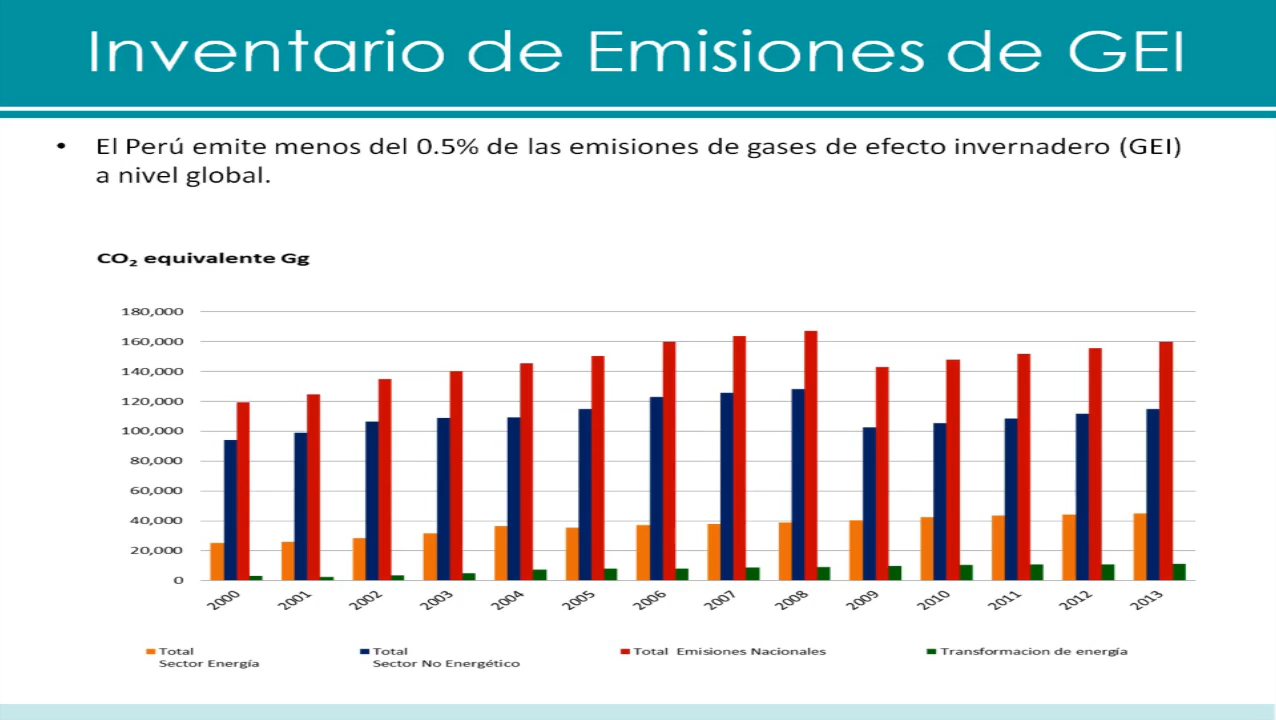 Inventario de Emisiones de GEI
• El Perú emite menos del 0.5% de las emisiones de gases de efecto invernadero (GEI)
a nivel global.
CO₂ equivalente Gg
180,000
160,000
140,000
120,000
100,000
80,000
60,000
40,000
20,000
0
2000 2001 2002 2003 2004 2005 2006 2007 2008 2009 2010 2011 2012 2013
Total Total Total Emisiones Nacionales Transformacion de energía
Sector Energía Sector No Energético